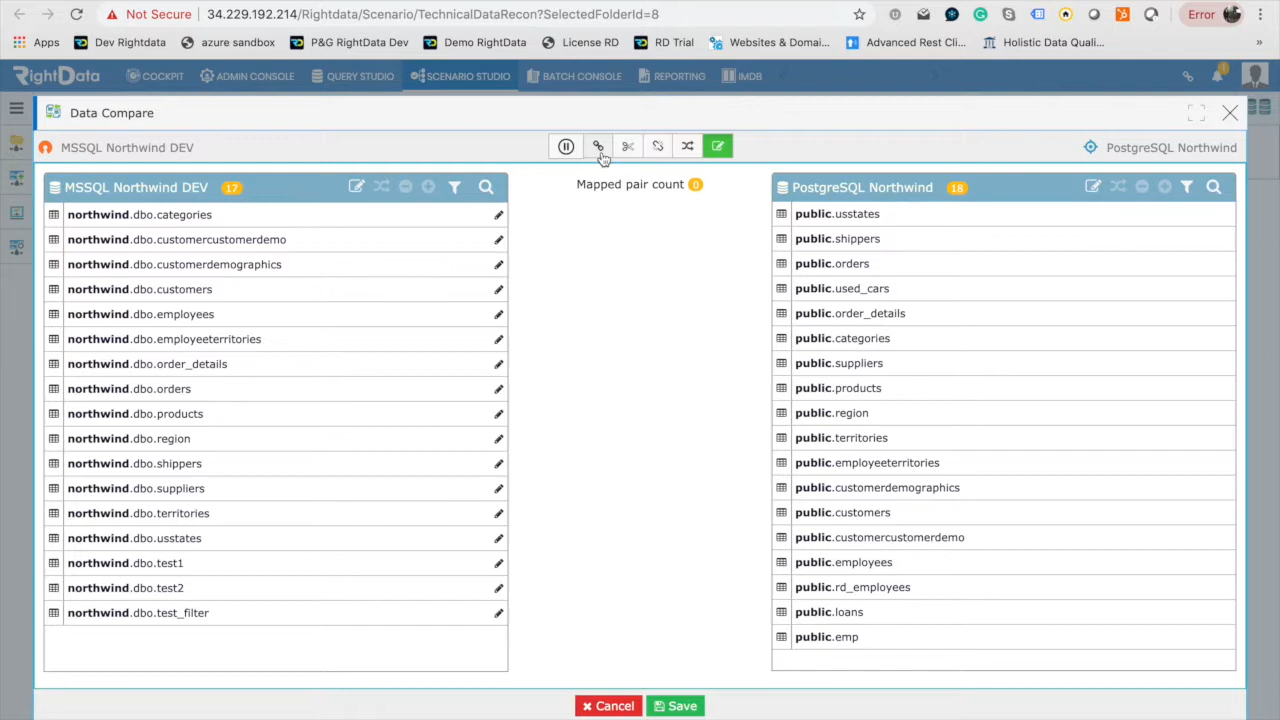 Not Secure 34.229.192.214/Rightdata/Scenario/TechnicalDataRecon?SelectedFolderId=8 Error
Apps Dev Rightdata azure sandbox P&G RightData Dev Demo RightData License RD RD Trial Websites & Domai... Advanced Rest Cli... Holistic Data Quali... »
RightData COCKPIT ADMIN CONSOLE QUERY STUDIO SCENARIO STUDIO BATCH CONSOLE REPORTING IMDB 1
Data Compare
MSSQL Northwind DEV PostgreSQL Northwind
MSSQL Northwind DEV 17
northwind.dbo.categories
northwind.dbo.customercustomerdemo
northwind.dbo.customerdemographics
northwind.dbo.customers
northwind.dbo.employees
northwind.dbo.employeeterritories
northwind.dbo.order_details
northwind.dbo.orders
northwind.dbo.products
northwind.dbo.region
northwind.dbo.shippers
northwind.dbo.suppliers
northwind.dbo.territories
northwind.dbo.usstates
northwind.dbo.test1
northwind.dbo.test2
northwind.dbo.test_filter
Mapped pair count 0
PostgreSQL Northwind 18
public.usstates
public.shippers
public.orders
public.used_cars
public.order_details
public.categories
public.suppliers
public.products
public.region
public.territories
public.employeeterritories
public.customerdemographics
public.customers
public.customercustomerdemo
public.employees
public.rd_employees
public.loans
public.emp
Cancel Save